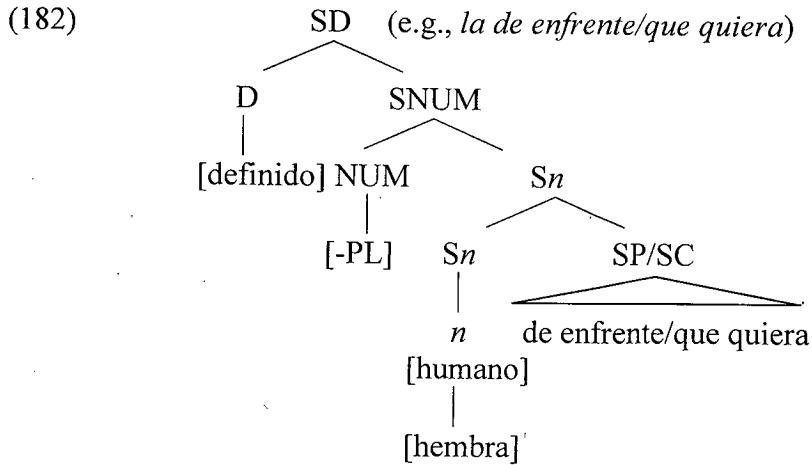 (182) SD (e.g., la de enfrente/que quiera)
D SNUM
[definido] NUM Sn
[-PL] Sn SP/SC
n de enfrente/que quiera
[humano]
[hembra]